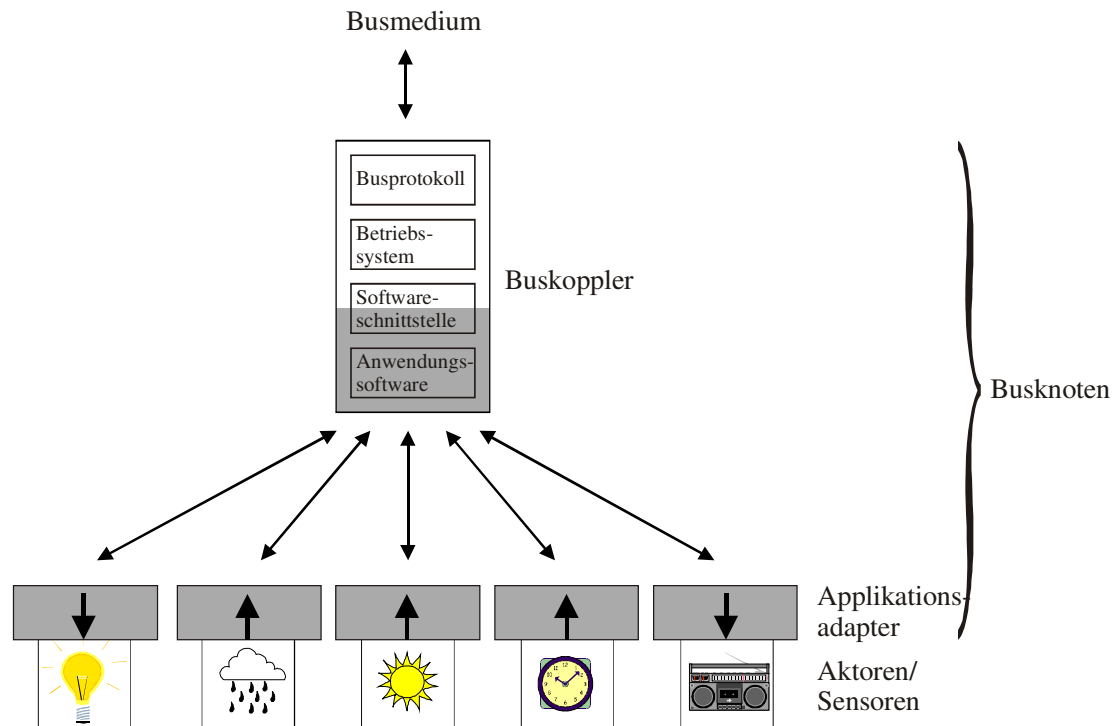 Busmedium
Busprotokoll
Betriebs-
system
Software-
schnittstelle
Anwendungs-
software
Buskoppler
Busknoten
Applikations-
adapter
Aktoren/
Sensoren